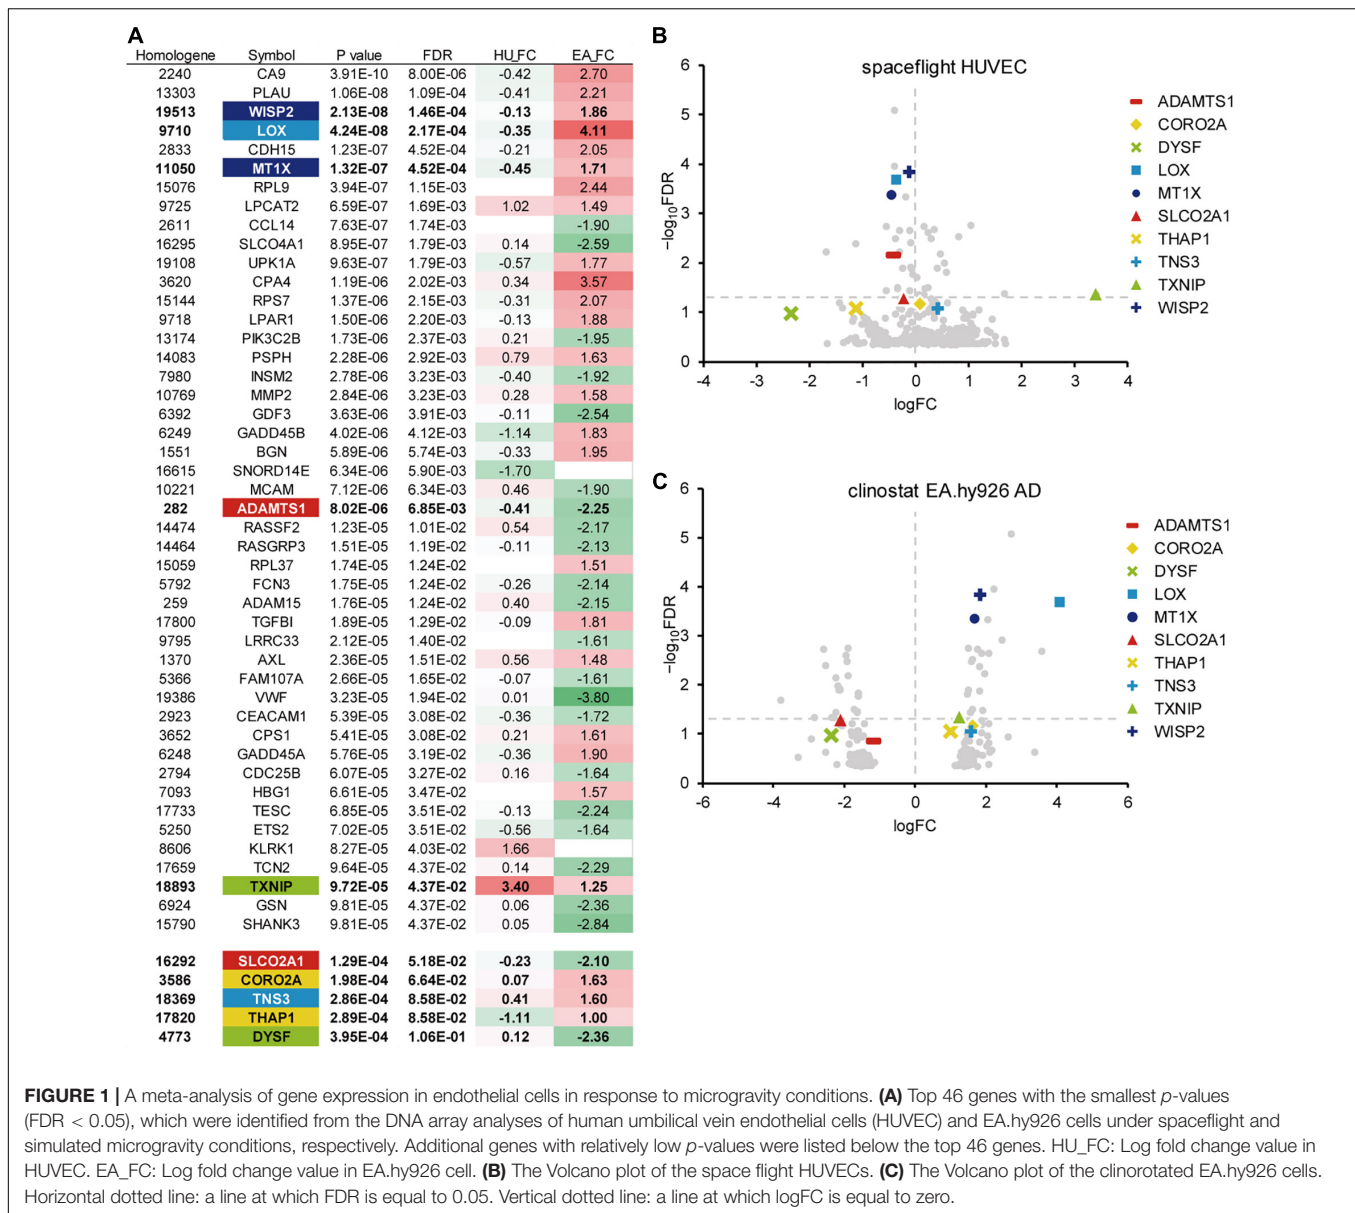 A
Homologene Symbol P value FDR HU_FC EA_FC
2240 CA9 3.91E-10 8.00E-06 -0.42 2.70
13303 PLAU 1.06E-08 1.09E-04 -0.41 2.21
19513 WISP2 2.13E-08 1.46E-04 -0.13 1.86
9710 LOX 4.24E-08 2.17E-04 -0.35 4.11
2833 CDH15 1.23E-07 4.52E-04 -0.21 2.05
11050 MT1X 1.32E-07 4.52E-04 -0.45 1.71
15076 RPL9 3.94E-07 1.15E-03 2.44
9725 LPCAT2 6.59E-07 1.69E-03 1.02 1.49
2611 CCL14 7.63E-07 1.74E-03 -1.90
16295 SLCO4A1 8.95E-07 1.79E-03 0.14 -2.59
19108 UPK1A 9.63E-07 1.79E-03 -0.57 1.77
3620 CPA4 1.19E-06 2.02E-03 0.34 3.57
15144 RPS7 1.37E-06 2.15E-03 -0.31 2.07
9718 LPAR1 1.50E-06 2.20E-03 -0.13 1.88
13174 PIK3C2B 1.73E-06 2.37E-03 0.21 -1.95
14083 PSPH 2.28E-06 2.92E-03 0.79 1.63
7980 INSM2 2.78E-06 3.23E-03 -0.40 -1.92
10769 MMP2 2.84E-06 3.23E-03 0.28 1.58
6392 GDF3 3.63E-06 3.91E-03 -0.11 -2.54
6249 GADD45B 4.02E-06 4.12E-03 -1.14 1.83
1551 BGN 5.89E-06 5.74E-03 -0.33 1.95
16615 SNORD14E 6.34E-06 5.90E-03 -1.70
10221 MCAM 7.12E-06 6.34E-03 0.46 -1.90
282 ADAMTS1 8.02E-06 6.85E-03 -0.41 -2.25
14474 RASSF2 1.23E-05 1.01E-02 0.54 -2.17
14464 RASGRP3 1.51E-05 1.19E-02 -0.11 -2.13
15059 RPL37 1.74E-05 1.24E-02 1.51
5792 FCN3 1.75E-05 1.24E-02 -0.26 -2.14
259 ADAM15 1.76E-05 1.24E-02 0.40 -2.15
17800 TGFBI 1.89E-05 1.29E-02 -0.09 1.81
9795 LRRC33 2.12E-05 1.40E-02 -1.61
1370 AXL 2.36E-05 1.51E-02 0.56 1.48
5366 FAM107A 2.66E-05 1.65E-02 -0.07 -1.61
19386 VWF 3.23E-05 1.94E-02 0.01 -3.80
2923 CEACAM1 5.39E-05 3.08E-02 -0.36 -1.72
3652 CPS1 5.41E-05 3.08E-02 0.21 1.61
6248 GADD45A 5.76E-05 3.19E-02 -0.36 1.90
2794 CDC25B 6.07E-05 3.27E-02 0.16 -1.64
7093 HBG1 6.61E-05 3.47E-02 1.57
17733 TESC 6.85E-05 3.51E-02 -0.13 -2.24
5250 ETS2 7.02E-05 3.51E-02 -0.56 -1.64
8606 KLRK1 8.27E-05 4.03E-02 1.66
17659 TCN2 9.64E-05 4.37E-02 0.14 -2.29
18893 TXNIP 9.72E-05 4.37E-02 3.40 1.25
6924 GSN 9.81E-05 4.37E-02 0.06 -2.36
15790 SHANK3 9.81E-05 4.37E-02 0.05 -2.84
16292 SLCO2A1 1.29E-04 5.18E-02 -0.23 -2.10
3586 CORO2A 1.98E-04 6.64E-02 0.07 1.63
18369 TNS3 2.86E-04 8.58E-02 0.41 1.60
17820 THAP1 2.89E-04 8.58E-02 -1.11 1.00
4773 DYSF 3.95E-04 1.06E-01 0.12 -2.36
B
spaceflight HUVEC
−log10FDR
6
5
4
3
2
1
0
-4 -3 -2 -1 0 1 2 3 4
logFC
ADAMTS1
CORO2A
DYSF
LOX
MT1X
SLCO2A1
THAP1
TNS3
TXNIP
WISP2
C
clinostat EA.hy926 AD
−log10FDR
6
5
4
3
2
1
0
-6 -4 -2 0 2 4 6
logFC
ADAMTS1
CORO2A
DYSF
LOX
MT1X
SLCO2A1
THAP1
TNS3
TXNIP
WISP2
FIGURE 1 | A meta-analysis of gene expression in endothelial cells in response to microgravity conditions. (A) Top 46 genes with the smallest p-values
(FDR < 0.05), which were identified from the DNA array analyses of human umbilical vein endothelial cells (HUVEC) and EA.hy926 cells under spaceflight and
simulated microgravity conditions, respectively. Additional genes with relatively low p-values were listed below the top 46 genes. HU_FC: Log fold change value in
HUVEC. EA_FC: Log fold change value in EA.hy926 cell. (B) The Volcano plot of the space flight HUVECs. (C) The Volcano plot of the clinorotated EA.hy926 cells.
Horizontal dotted line: a line at which FDR is equal to 0.05. Vertical dotted line: a line at which logFC is equal to zero.